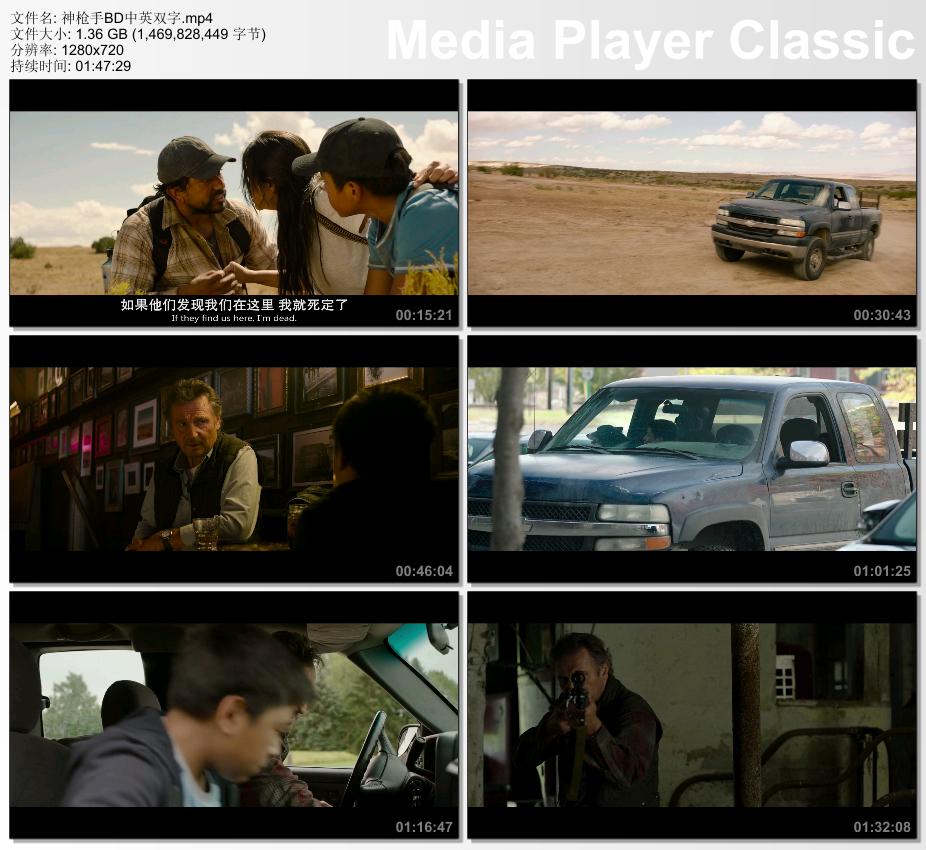 文件名: 神枪手BD中英双字.mp4
文件大小: 1.36 GB (1,469,828,449 字节)
分辨率: 1280x720
持续时间: 01:47:29
Media Player Classic
如果他们发现我们在这里 我就死定了
If they find us here, I'm dead.
00:15:21
00:30:43
00:46:04
01:01:25
01:16:47
01:32:08